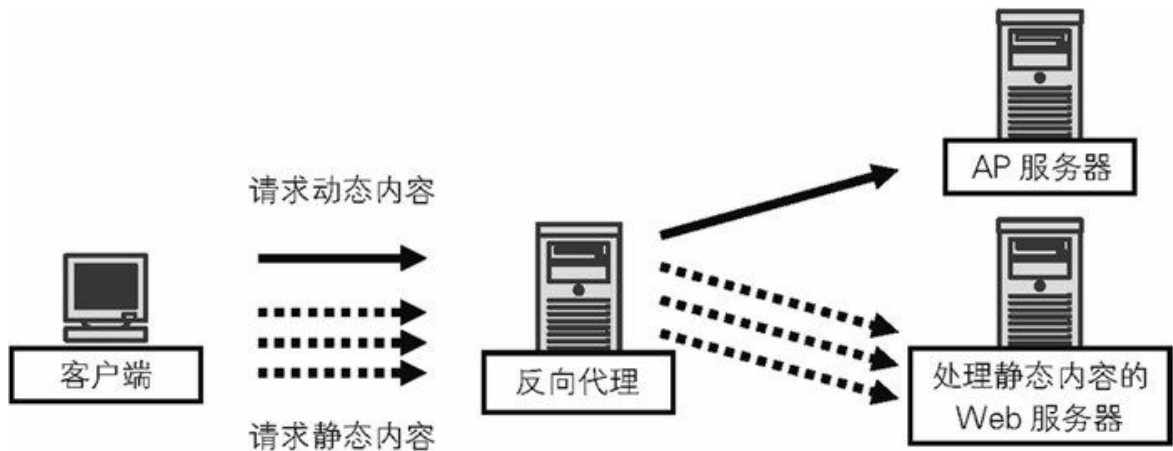 请求动态内容
客户端
请求静态内容
反向代理
AP 服务器
处理静态内容的
Web 服务器